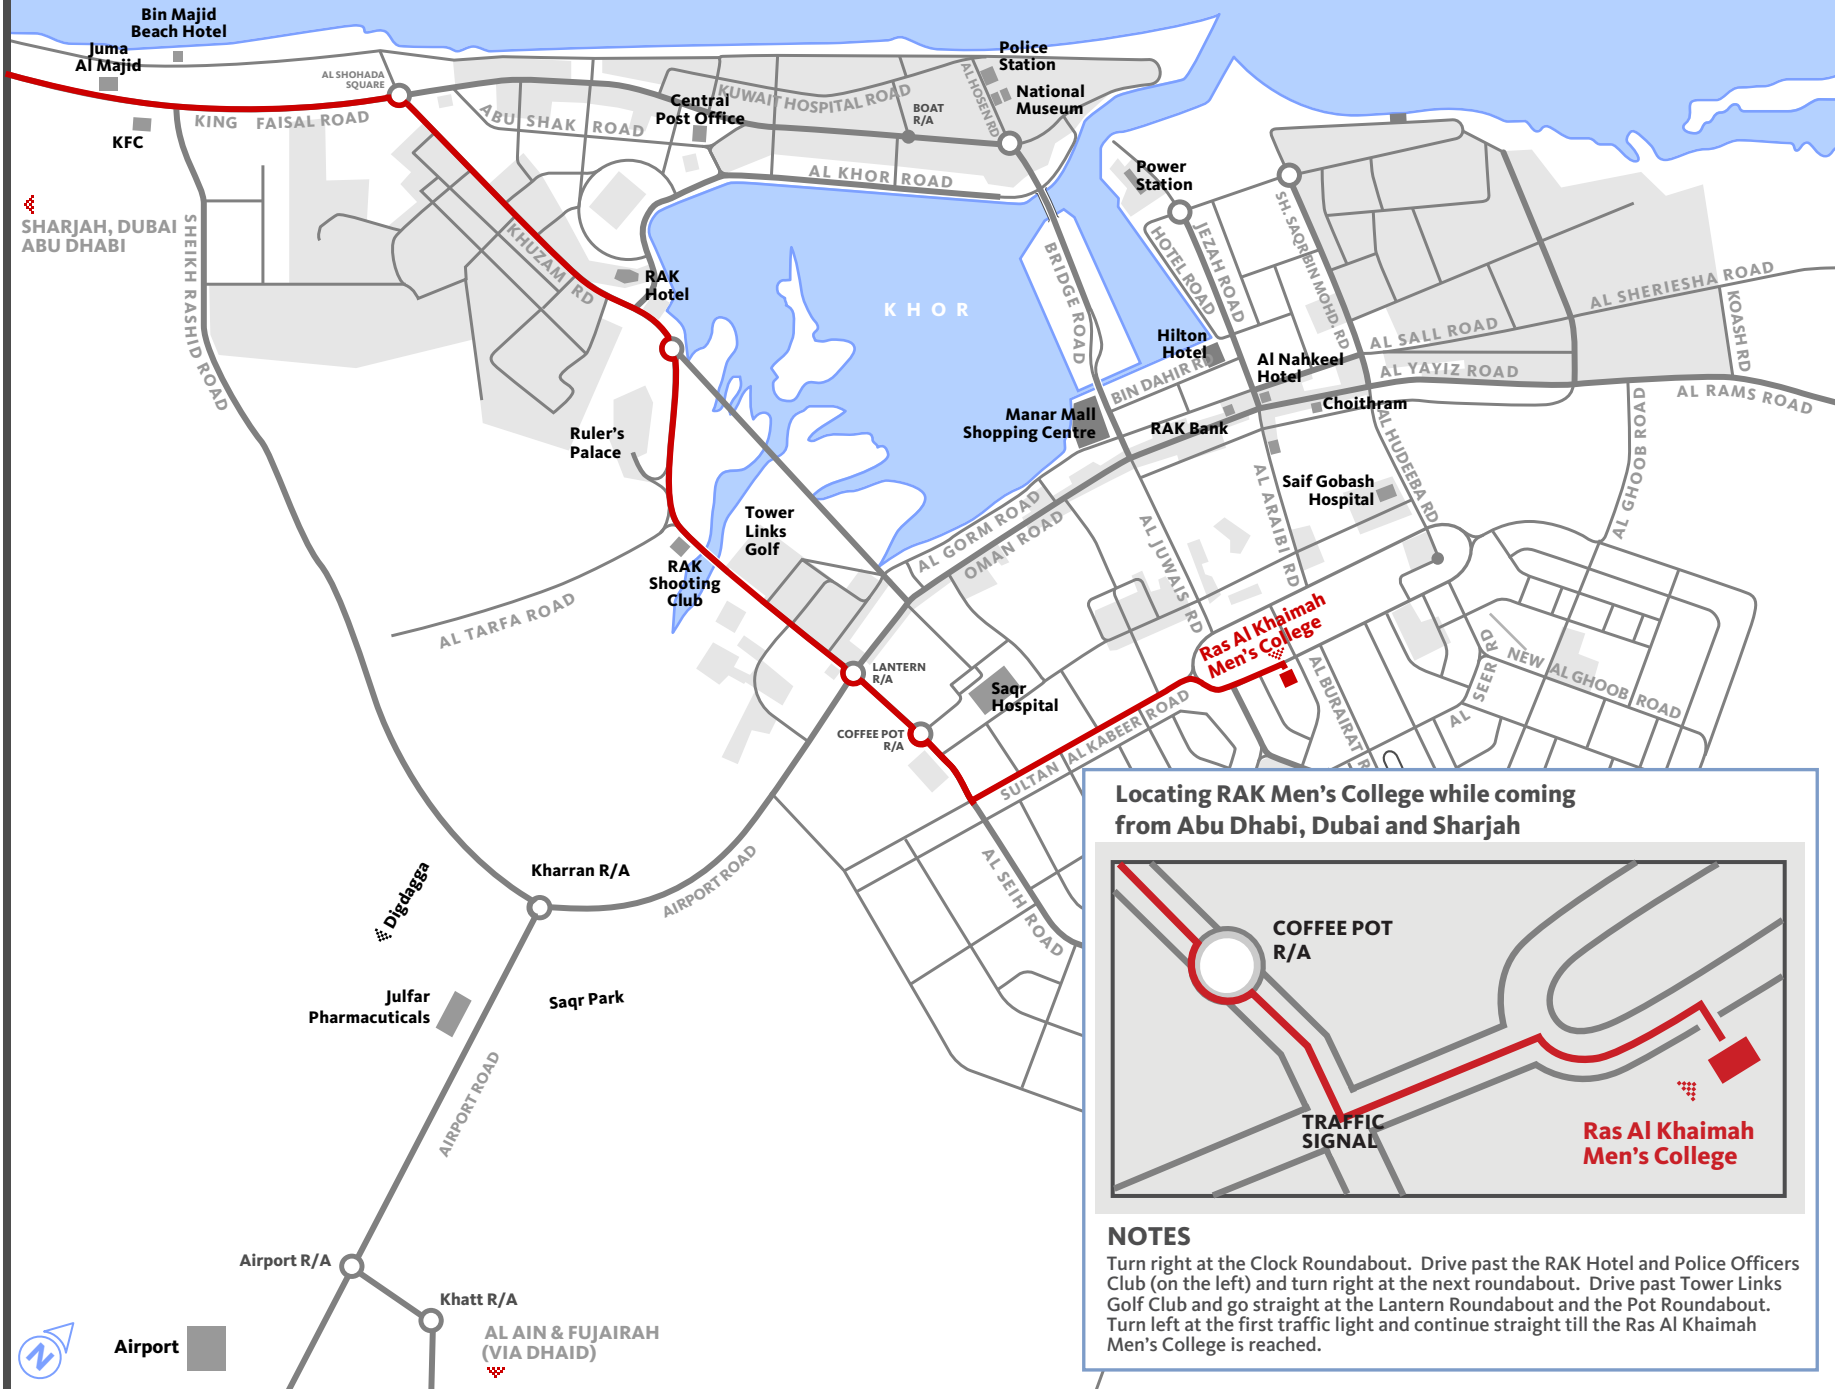 Bin Majid
Beach Hotel
Juma
Al Majid
AL SHOHADA
SQUARE
KFC
KING FAISAL ROAD
ABU SHAK ROAD
Central
Post Office
KUWAIT HOSPITAL ROAD
BOAT
R/A
AL HOSEN RD
Police
Station
National
Museum
AL KHOR ROAD
Power
Station
SHARJAH, DUBAI
ABU DHABI
SHEIKH RASHID ROAD
KHUZAM RD
RAK
Hotel
KHOR
BRIDGE ROAD
HOTEL ROAD
JEZAH ROAD
SH. SAQR BIN MOHD. RD
AL SHERIESHA ROAD
KOASH RD
AL SALL ROAD
AL YAYIZ ROAD
AL RAMS ROAD
Hilton
Hotel
BIN DAHIR RD
Al Nahkeel
Hotel
Choithram
Manar Mall
Shopping Centre
RAK Bank
Ruler's
Palace
AL HUDEEBA RD
AL GHOOB ROAD
Saif Gobash
Hospital
AL ARAIBI RD
AL JUWAIS RD
Tower
Links
Golf
AL GORM ROAD
OMAN ROAD
RAK
Shooting
Club
AL TARFA ROAD
Ras Al Khaimah
Men's College
LANTERN
R/A
Saqr
Hospital
COFFEE POT
R/A
SULTAN AL KABEER ROAD
AL BURAIRAT R
AL SEER RD
NEW AL GHOOB ROAD
AL SEIH ROAD
Kharran R/A
AIRPORT ROAD
Digdagga
Julfar
Pharmacuticals
Saqr Park
AIRPORT ROAD
Airport R/A
Khatt R/A
Airport
N
AL AIN & FUJAIRAH
(VIA DHAID)
Locating RAK Men's College while coming
from Abu Dhabi, Dubai and Sharjah
COFFEE POT
R/A
TRAFFIC
SIGNAL
Ras Al Khaimah
Men's College
NOTES
Turn right at the Clock Roundabout. Drive past the RAK Hotel and Police Officers
Club (on the left) and turn right at the next roundabout. Drive past Tower Links
Golf Club and go straight at the Lantern Roundabout and the Pot Roundabout.
Turn left at the first traffic light and continue straight till the Ras Al Khaimah
Men's College is reached.